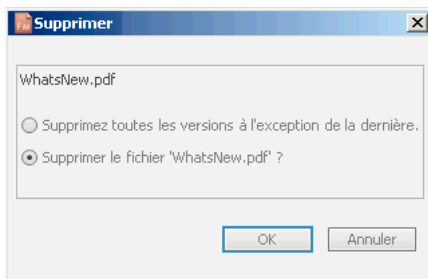 Supprimer
WhatsNew.pdf
Supprimez toutes les versions à l'exception de la dernière.
Supprimer le fichier 'WhatsNew.pdf' ?
OK
Annuler